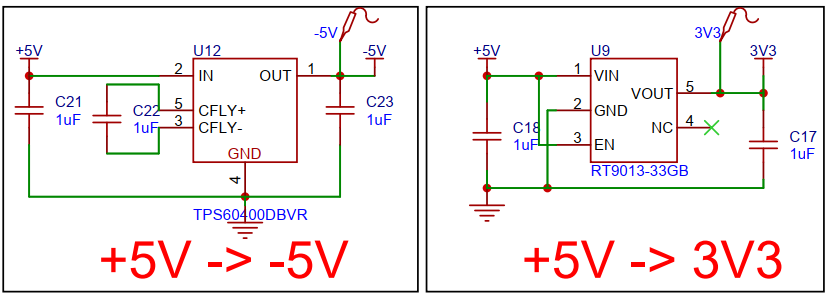 -5V
+5V
U12
-5V
2
IN
OUT
1
C21
1uF
C22
1uF
5
CFLY+
3
CFLY-
C23
1uF
GND
4
TPS60400DBVR
+5V -> -5V
3V3
+5V
U9
3V3
1
VIN
VOUT
5
2
GND
NC
4
C18
1uF
3
EN
C17
1uF
RT9013-33GB
+5V -> 3V3